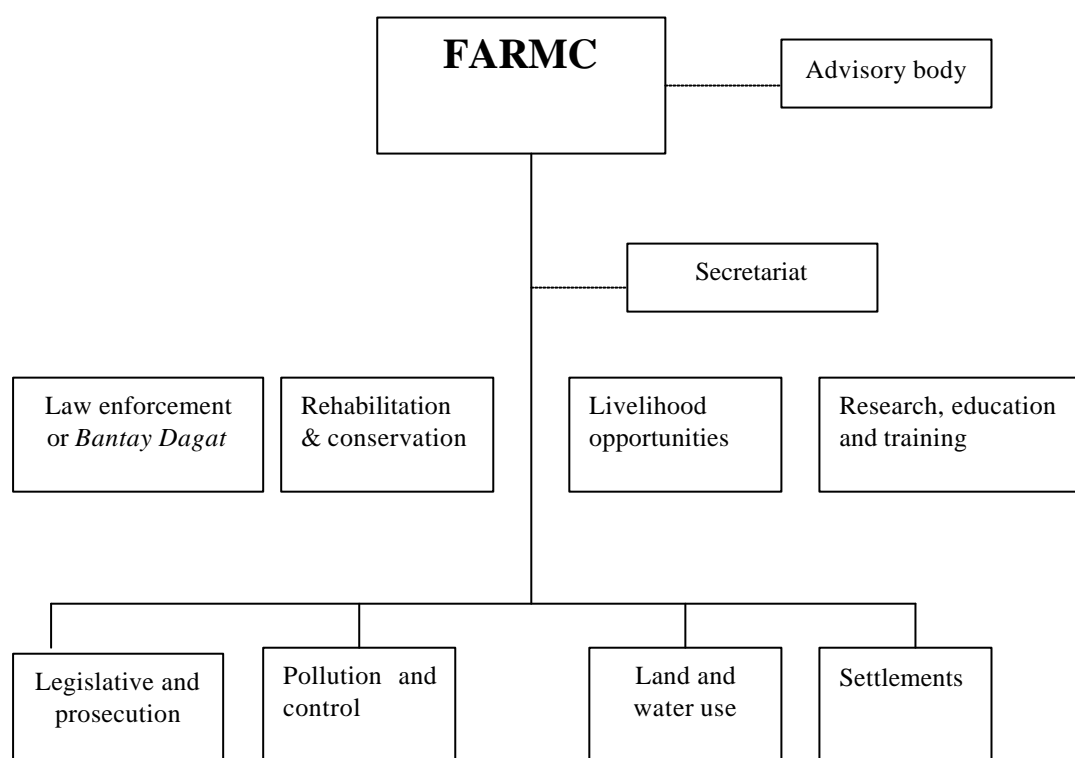 FARMC
Advisory body
Secretariat
Law enforcement
or Bantay Dagat
Rehabilitation
& conservation
Livelihood
opportunities
Research, education
and training
Legislative and
prosecution
Pollution and
control
Land and
water use
Settlements